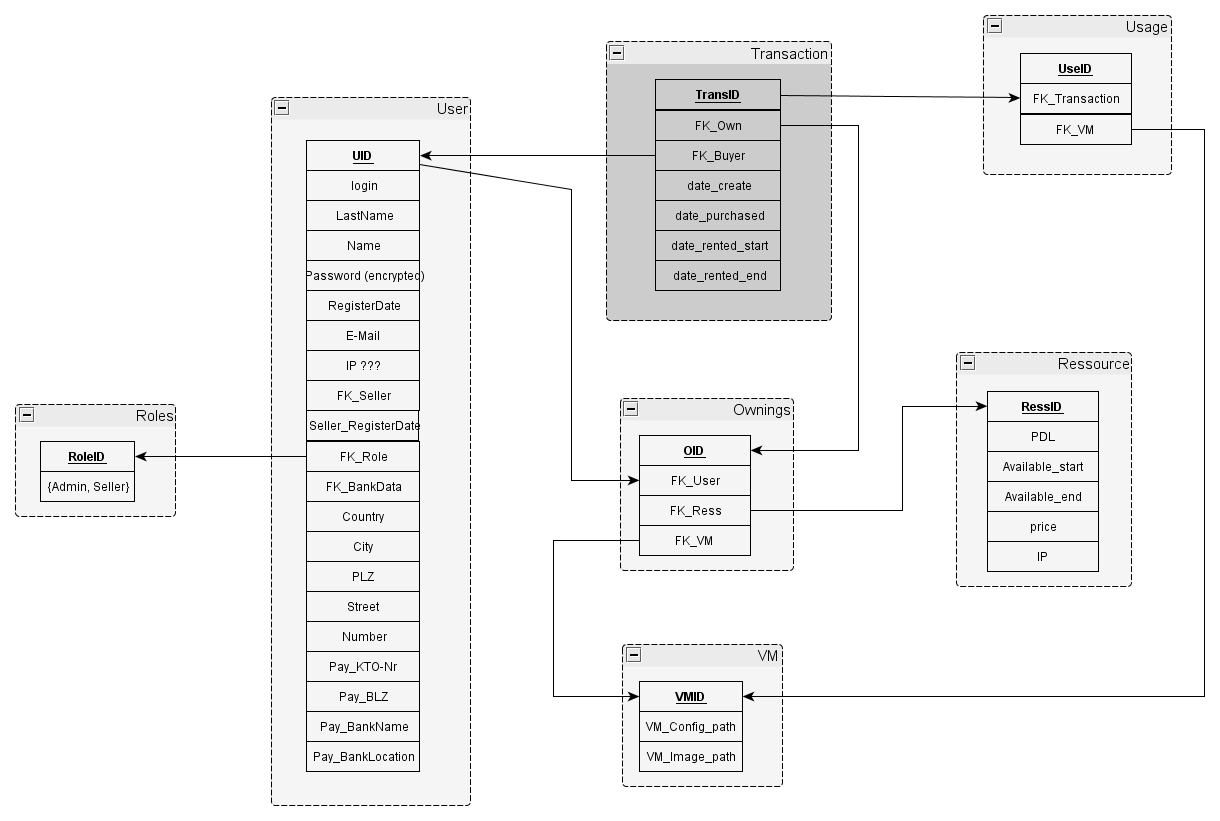 Usage
UseID
FK_Transaction
FK_VM
Transaction
TransID
FK_Own
FK_Buyer
date_create
date_purchased
date_rented_start
date_rented_end
User
UID
login
LastName
Name
Password (encrypted)
RegisterDate
E-Mail
IP ???
FK_Seller
Seller_RegisterDate
FK_Role
FK_BankData
Country
City
PLZ
Street
Number
Pay_KTO-Nr
Pay_BLZ
Pay_BankName
Pay_BankLocation
Roles
RoleID
{Admin, Seller}
Ownings
OID
FK_User
FK_Ress
FK_VM
Ressource
RessID
PDL
Available_start
Available_end
price
IP
VM
VMID
VM_Config_path
VM_Image_path